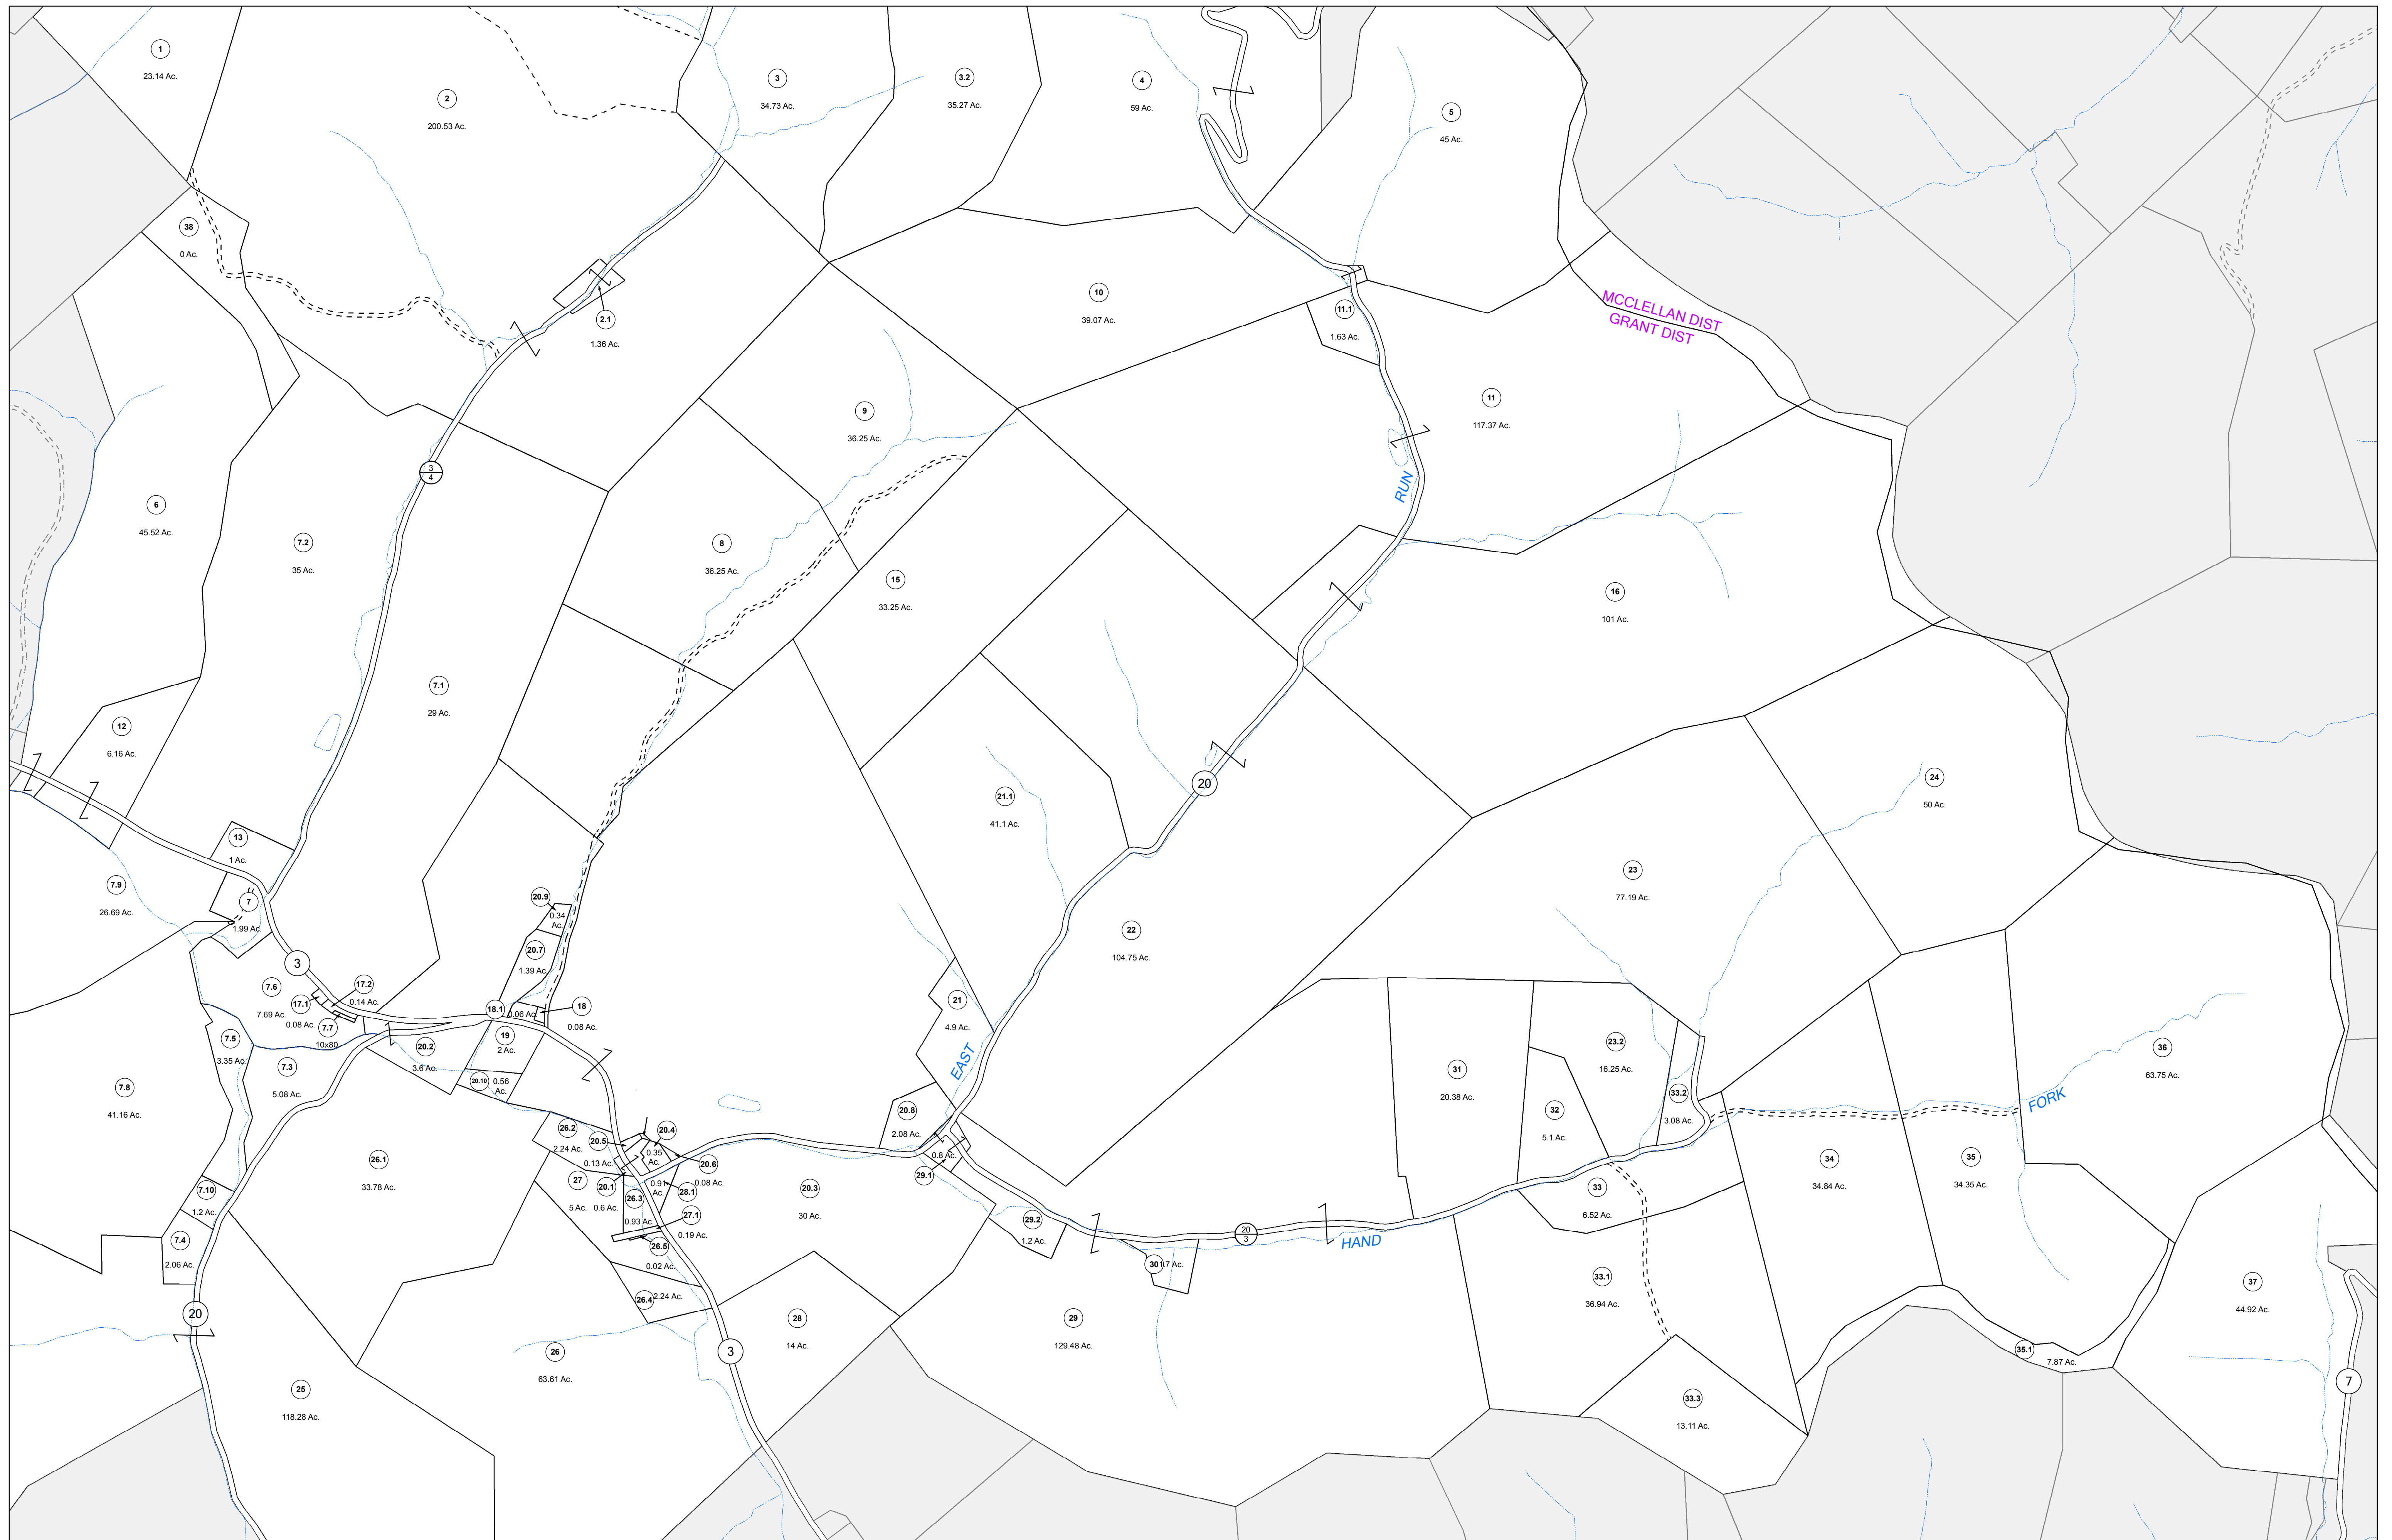 1
23.14 Ac.
2
200.53 Ac.
3
34.73 Ac.
3.2
35.27 Ac.
4
59 Ac.
5
45 Ac.
38
0 Ac.
2.1
1.36 Ac.
10
39.07 Ac.
11.1
1.63 Ac.
MCCLELLAN DIST
GRANT DIST
11
117.37 Ac.
9
36.25 Ac.
3
4
6
45.52 Ac.
7.2
35 Ac.
8
36.25 Ac.
RUN
15
33.25 Ac.
16
101 Ac.
7.1
29 Ac.
12
6.16 Ac.
20
21.1
41.1 Ac.
24
50 Ac.
13
1 Ac.
23
77.19 Ac.
7.9
26.69 Ac.
7
1.99 Ac.
20.9
0.34
Ac.
20.7
1.39 Ac.
22
104.75 Ac.
3
7.6
7.69 Ac.
17.2
0.14 Ac.
17.1
0.08 Ac.
7.7
10x80
18.1
0.06 Ac.
18
0.08 Ac.
21
4.9 Ac.
19
2 Ac.
20.2
3.6 Ac.
20.10
0.56
Ac.
7.5
3.35 Ac.
7.3
5.08 Ac.
EAST
7.8
41.16 Ac.
31
20.38 Ac.
23.2
16.25 Ac.
36
63.75 Ac.
32
5.1 Ac.
33.2
3.08 Ac.
FORK
20.8
2.08 Ac.
26.2
2.24 Ac.
20.5
0.13 Ac.
20.4
0.35
Ac.
20.6
0.08 Ac.
29.1
0.8 Ac.
26.1
33.78 Ac.
27
5 Ac.
20.1
0.6 Ac.
26.3
0.93 Ac.
0.91
Ac.
28.1
27.1
0.19 Ac.
26.5
0.02 Ac.
20.3
30 Ac.
34
34.84 Ac.
35
34.35 Ac.
33
6.52 Ac.
7.10
1.2 Ac.
7.4
2.06 Ac.
29.2
1.2 Ac.
20
3
HAND
30
26.4
2.24 Ac.
33.1
36.94 Ac.
37
44.92 Ac.
20
28
14 Ac.
29
129.48 Ac.
26
63.61 Ac.
3
35.1
7.87 Ac.
7
25
118.28 Ac.
33.3
13.11 Ac.